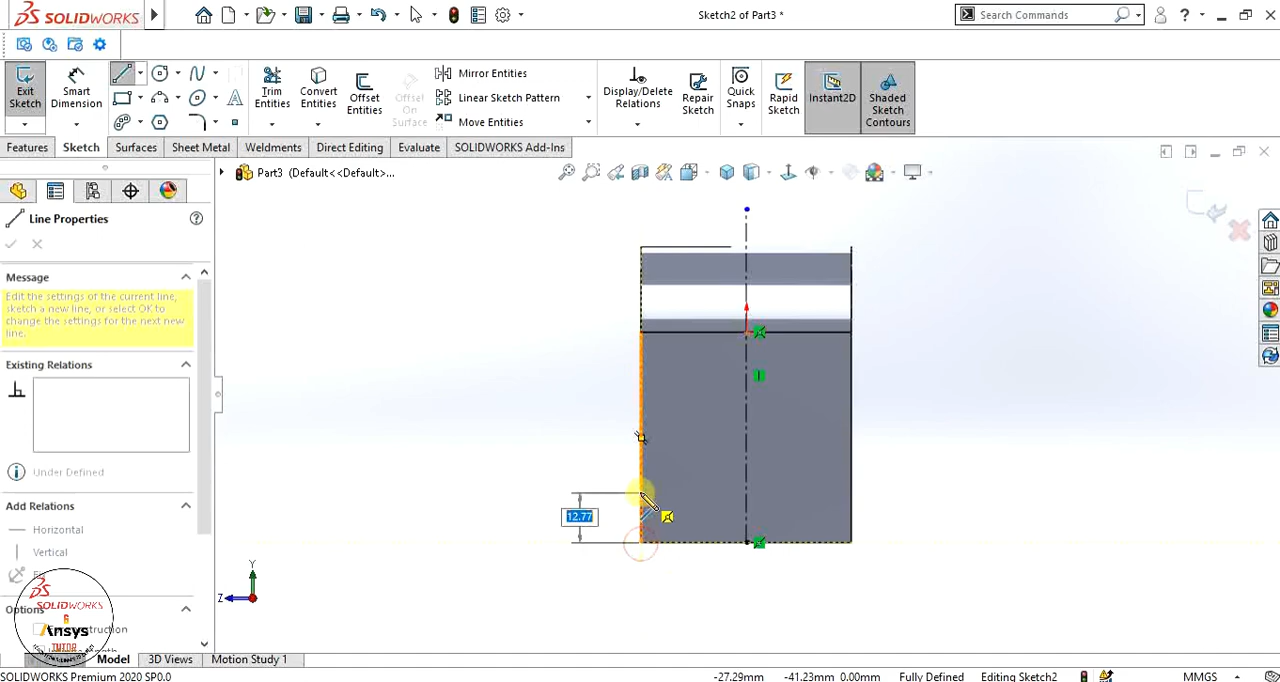 SOLIDWORKS
Sketch2 of Part3 *
Search Commands
?
Exit Sketch
Smart Dimension
Trim Entities
Convert Entities
Offset Entities
Offset On Surface
Mirror Entities
Linear Sketch Pattern
Move Entities
Display/Delete Relations
Repair Sketch
Quick Snaps
Rapid Sketch
Instant2D
Shaded Sketch Contours
Features
Sketch
Surfaces
Sheet Metal
Weldments
Direct Editing
Evaluate
SOLIDWORKS Add-Ins
Part3 (Default<<Default>...
Line Properties
Message
Edit the settings of the current line,
sketch a new line, or select OK to
change the settings for the next new
line.
Existing Relations
Under Defined
Add Relations
Horizontal
Vertical
Options
12.77
Y
Z
SOLIDWORKS
&
Ansys
TUTOR
Model
3D Views
Motion Study 1
SOLIDWORKS Premium 2020 SP0.0
-27.29mm
-41.23mm 0.00mm
Fully Defined
Editing Sketch2
MMGS